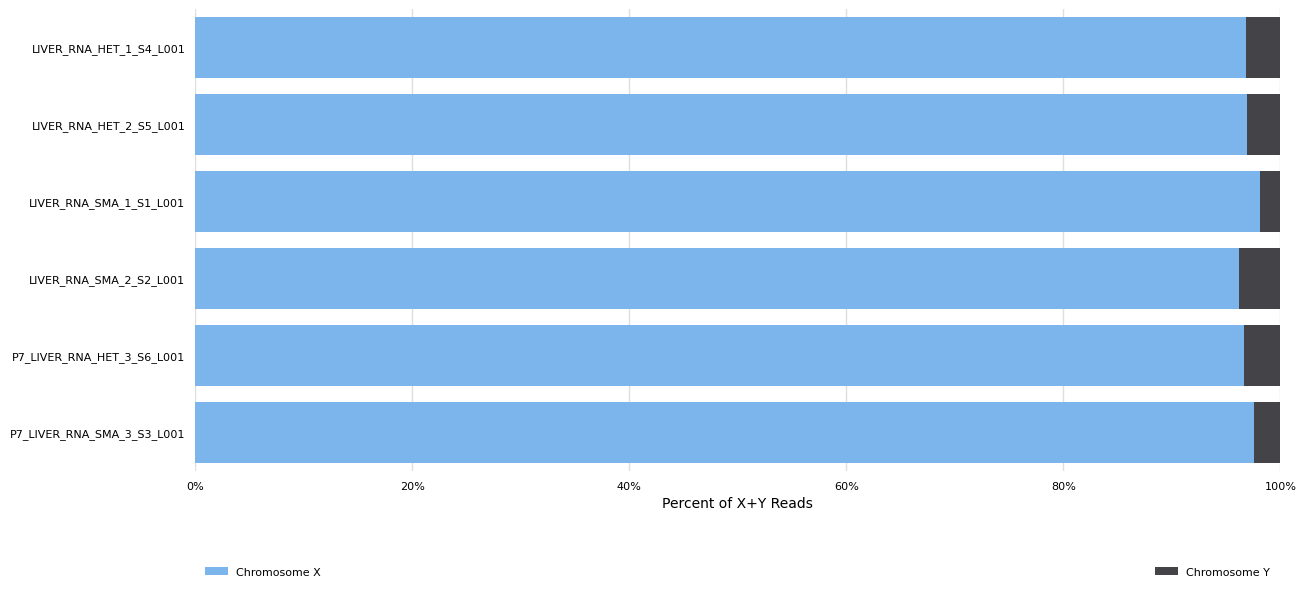 LIVER_RNA_HET_1_S4_L001
LIVER_RNA_HET_2_S5_L001
LIVER_RNA_SMA_1_S1_L001
LIVER_RNA_SMA_2_S2_L001
P7_LIVER_RNA_HET_3_S6_L001
P7_LIVER_RNA_SMA_3_S3_L001
0% 20% 40% 60% 80% 100%
Percent of X+Y Reads
Chromosome X Chromosome Y